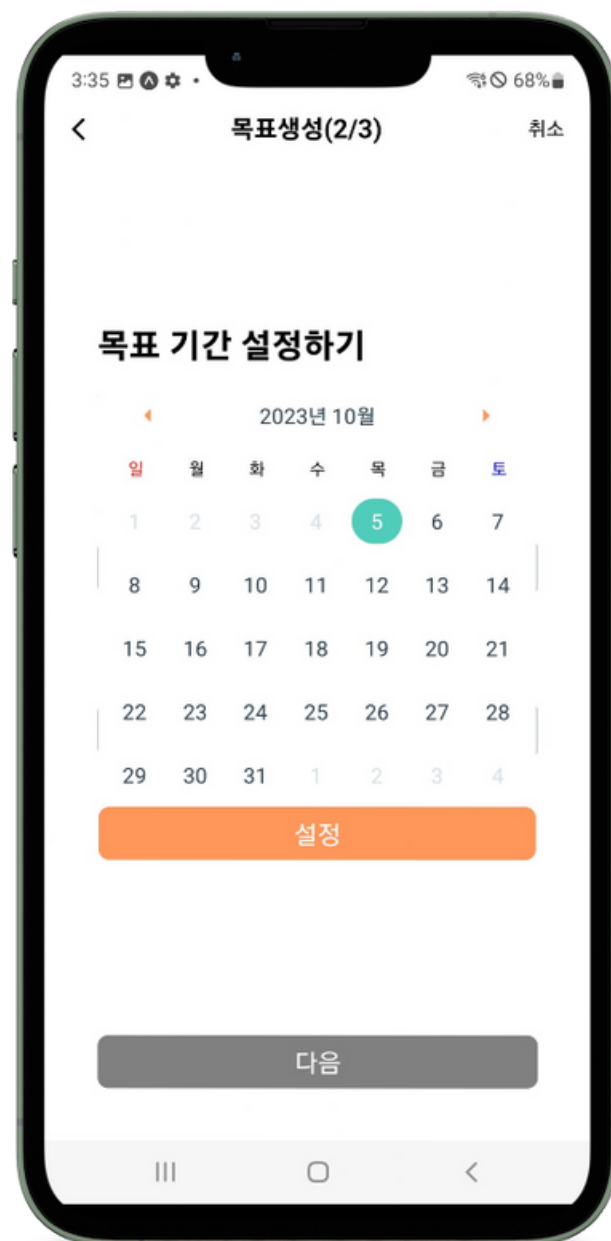 3:35 68%
목표생성(2/3) 취소
목표 기간 설정하기
2023년 10월
일 월 화 수 목 금 토
1 2 3 4 5 6 7
8 9 10 11 12 13 14
15 16 17 18 19 20 21
22 23 24 25 26 27 28
29 30 31 1 2 3 4
설정
다음